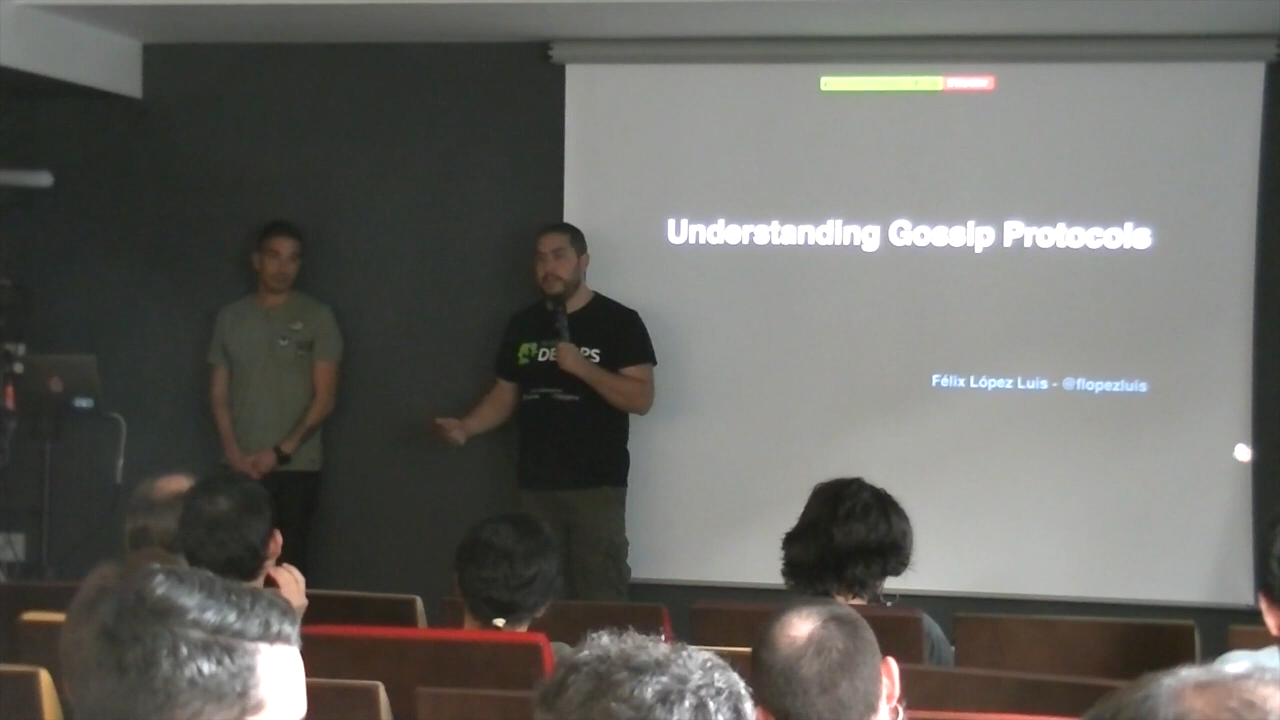 Understanding Gossip Protocols
Félix López Luis - @flopezluis